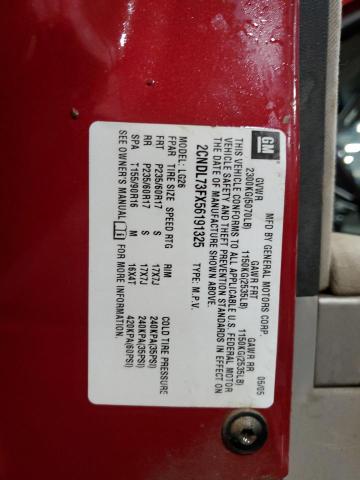 GM MFD BY GENERAL MOTORS CORP. 05/05
GVWR GAWR FRT GAWR RR
2300KG(5070LB) 1150KG(2535LB) 1150KG(2535LB)
THIS VEHICLE CONFORMS TO ALL APPLICABLE U.S. FEDERAL MOTOR
VEHICLE SAFETY AND THEFT PREVENTION STANDARDS IN EFFECT ON
THE DATE OF MANUFACTURE SHOWN ABOVE.
2CNDL73FX56191325 TYPE: M.P.V.
MODEL: LG26
FPAR TIRE SIZE SPEED RTG RIM COLD TIRE PRESSURE
FRT P235/60R17 S 17X7J 240KPA(35PSI)
RR P235/60R17 S 17X7J 240KPA(35PSI)
SPA T155/90R16 M 16X4T 420KPA(60PSI)
SEE OWNER'S MANUAL FOR MORE INFORMATION.